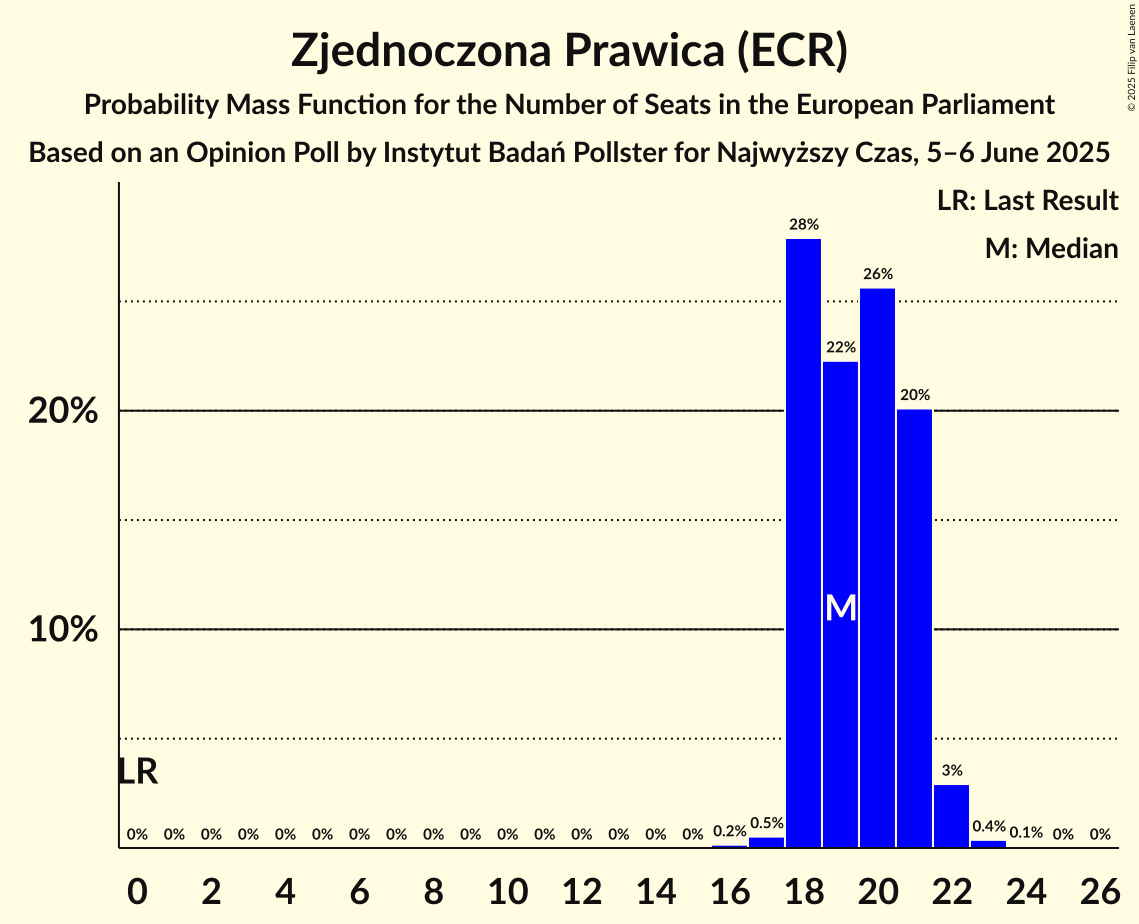 Zjednoczona Prawica (ECR)
Probability Mass Function for the Number of Seats in the European Parliament
Based on an Opinion Poll by Instytut Badań Pollster for Najwyższy Czas, 5–6 June 2025
© 2025 Filip van Laenen
LR: Last Result
M: Median
28%
26%
22%
20%
20%
M
10%
LR
3%
0% 0% 0% 0% 0% 0% 0% 0% 0% 0% 0% 0% 0% 0% 0% 0% 0.2% 0.5% 0.4% 0.1% 0% 0%
0 2 4 6 8 10 12 14 16 18 20 22 24 26